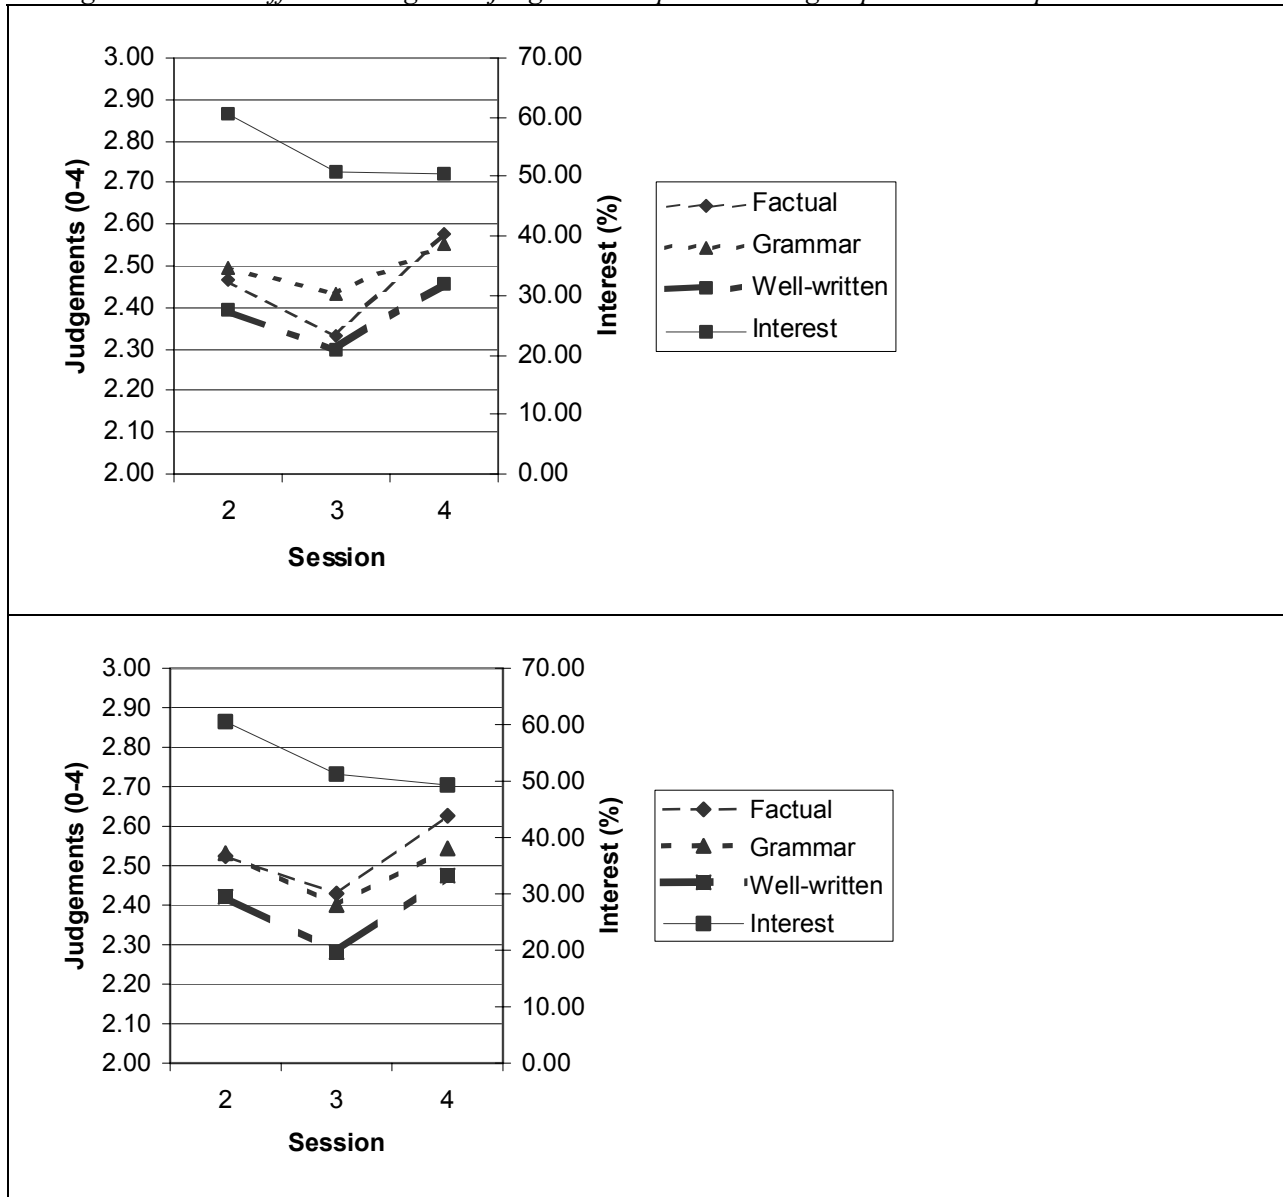 3.00
2.90
2.80
2.70
2.60
2.50
2.40
2.30
2.20
2.10
2.00
Judgements (0-4)
70.00
60.00
50.00
40.00
30.00
20.00
10.00
0.00
Interest (%)
2 3 4
Session
Factual
Grammar
Well-written
Interest
3.00
2.90
2.80
2.70
2.60
2.50
2.40
2.30
2.20
2.10
2.00
Judgements (0-4)
70.00
60.00
50.00
40.00
30.00
20.00
10.00
0.00
Interest (%)
2 3 4
Session
Factual
Grammar
Well-written
Interest